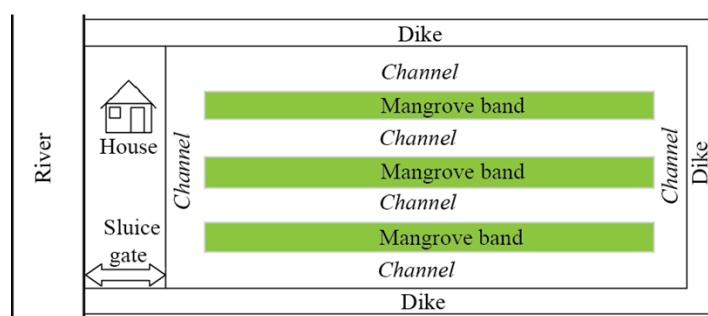 Dike
Channel
Mangrove band
House
Channel
River
Channel
Mangrove band
Channel
Dike
Channel
Sluice
gate
Mangrove band
Channel
Dike